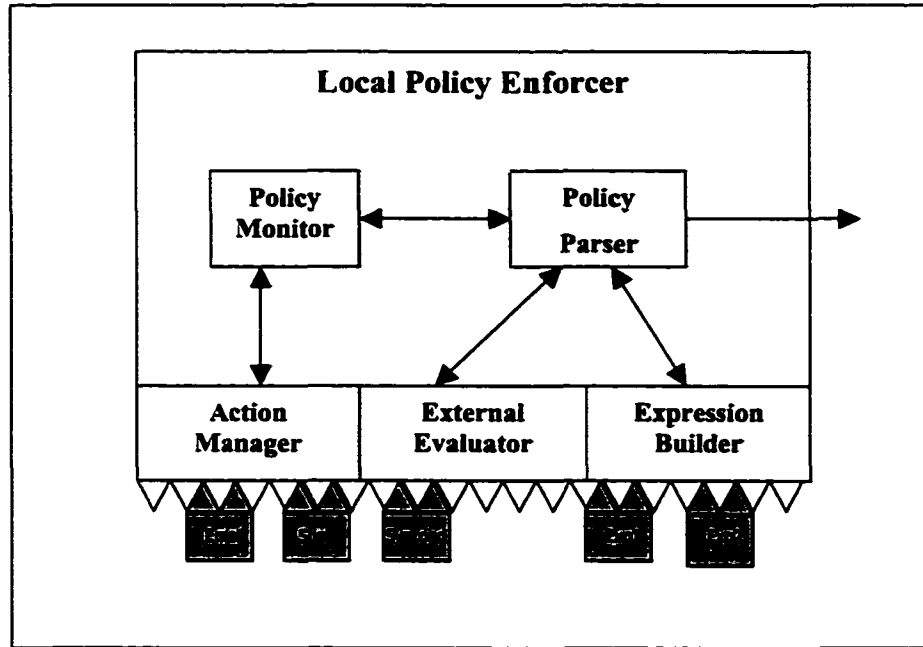 Local Policy Enforcer
Policy
Monitor
Policy
Parser
Action
Manager
External
Evaluator
Expression
Builder